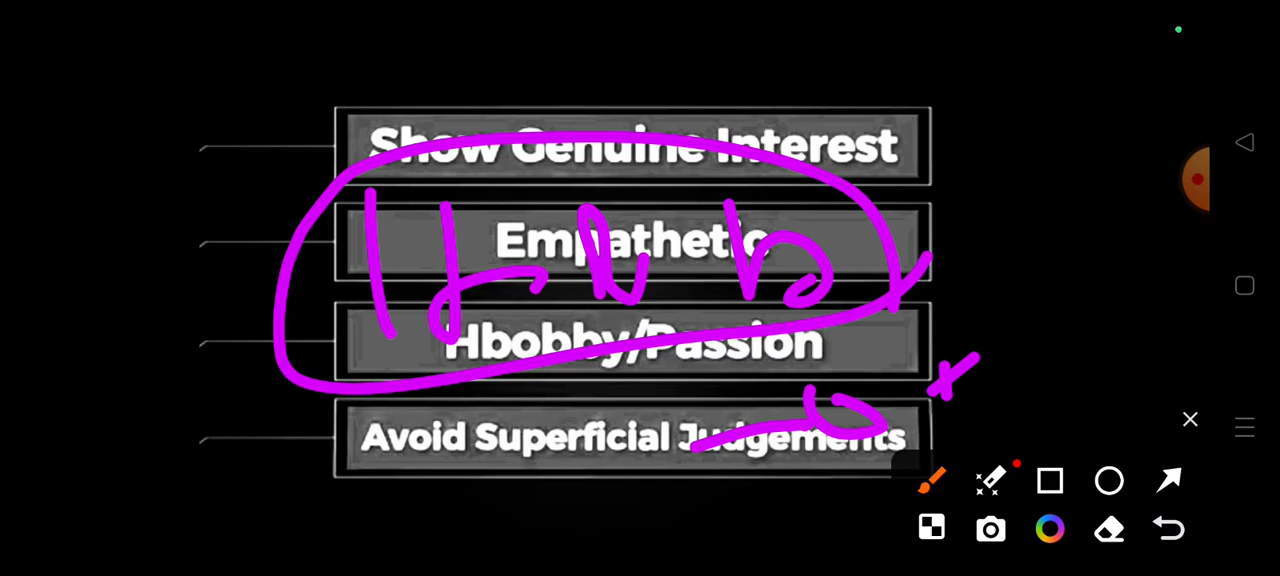 Show Genuine Interest
Empathetic
Hbobby/Passion
Avoid Superficial Judgements